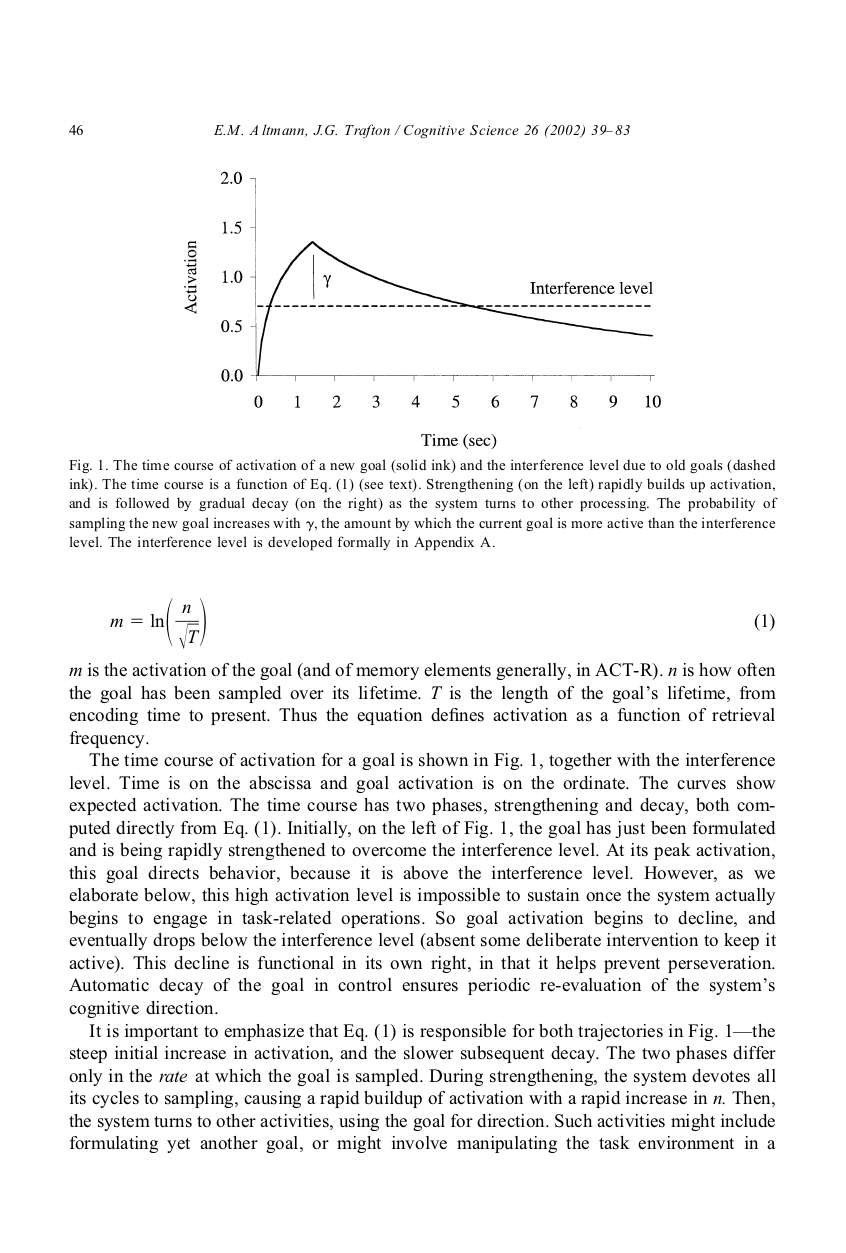 46
E.M. Altmann, J.G. Trafton / Cognitive Science 26 (2002) 39–83
2.0
1.5
1.0
0.5
0.0
Activation
γ
Interference level
0 1 2 3 4 5 6 7 8 9 10
Time (sec)
Fig. 1. The time course of activation of a new goal (solid ink) and the interference level due to old goals (dashed
ink). The time course is a function of Eq. (1) (see text). Strengthening (on the left) rapidly builds up activation,
and is followed by gradual decay (on the right) as the system turns to other processing. The probability of
sampling the new goal increases with γ, the amount by which the current goal is more active than the interference
level. The interference level is developed formally in Appendix A.
m = ln(n/√T) (1)
m is the activation of the goal (and of memory elements generally, in ACT-R). n is how often
the goal has been sampled over its lifetime. T is the length of the goal's lifetime, from
encoding time to present. Thus the equation defines activation as a function of retrieval
frequency.
The time course of activation for a goal is shown in Fig. 1, together with the interference
level. Time is on the abscissa and goal activation is on the ordinate. The curves show
expected activation. The time course has two phases, strengthening and decay, both com-
puted directly from Eq. (1). Initially, on the left of Fig. 1, the goal has just been formulated
and is being rapidly strengthened to overcome the interference level. At its peak activation,
this goal directs behavior, because it is above the interference level. However, as we
elaborate below, this high activation level is impossible to sustain once the system actually
begins to engage in task-related operations. So goal activation begins to decline, and
eventually drops below the interference level (absent some deliberate intervention to keep it
active). This decline is functional in its own right, in that it helps prevent perseveration.
Automatic decay of the goal in control ensures periodic re-evaluation of the system's
cognitive direction.
It is important to emphasize that Eq. (1) is responsible for both trajectories in Fig. 1—the
steep initial increase in activation, and the slower subsequent decay. The two phases differ
only in the rate at which the goal is sampled. During strengthening, the system devotes all
its cycles to sampling, causing a rapid buildup of activation with a rapid increase in n. Then,
the system turns to other activities, using the goal for direction. Such activities might include
formulating yet another goal, or might involve manipulating the task environment in a